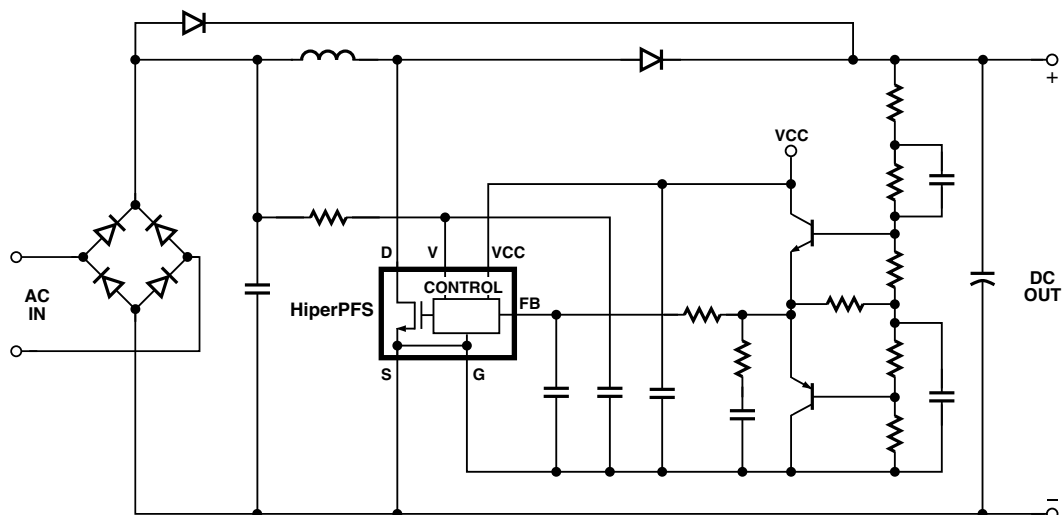 +
VCC
D
V
VCC
CONTROL
AC
IN
HiperPFS
FB
DC
OUT
S
G
–